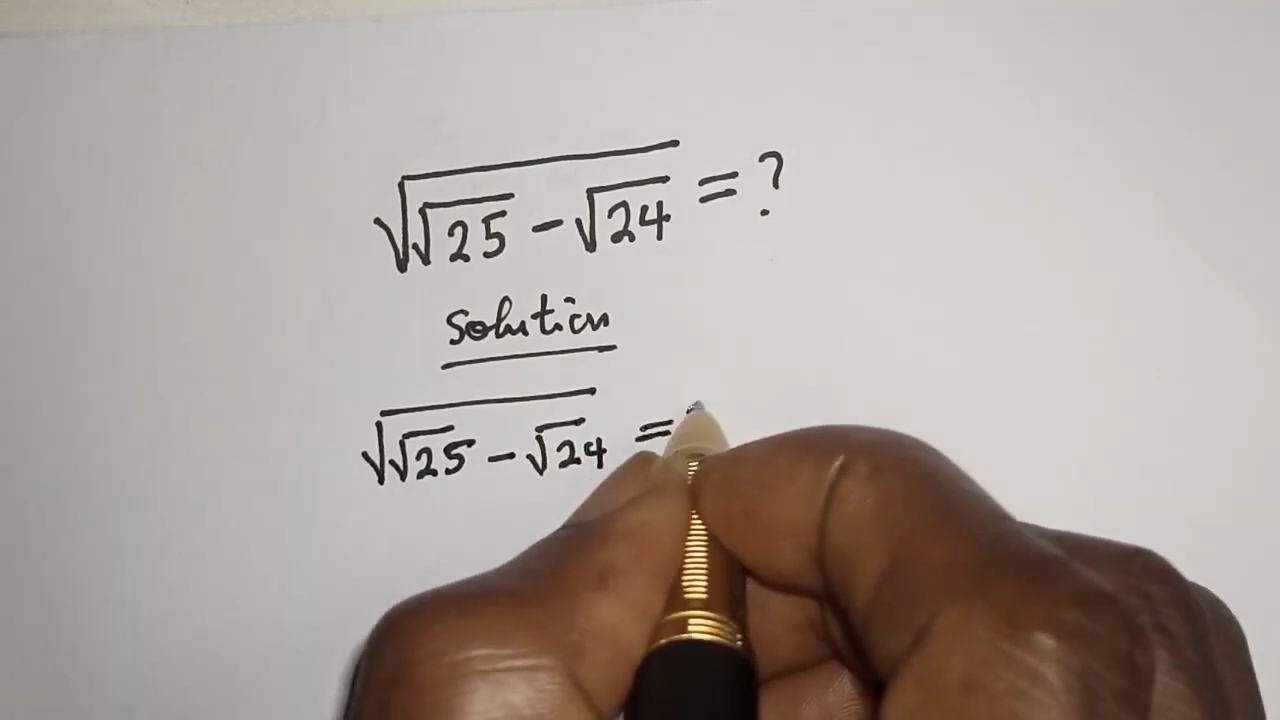 √(√25 - √24) = ?
Solution
√(√25 - √24) =